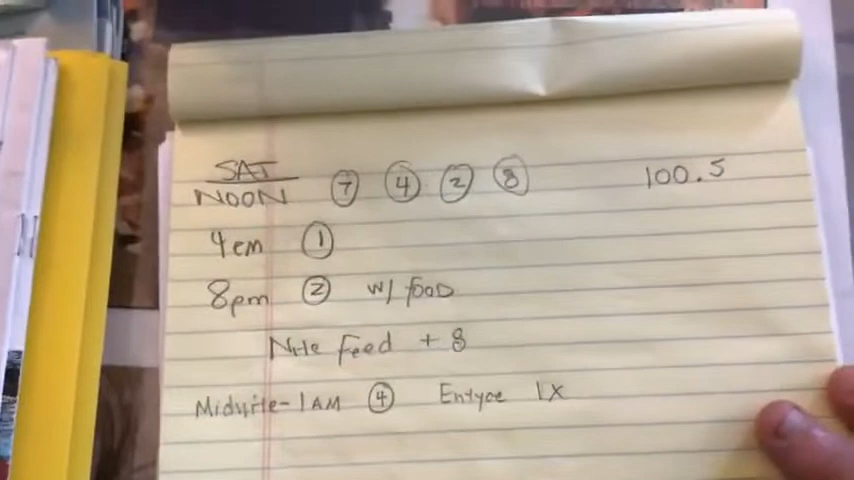 SAT
NOON ⑦ ④ ② ⑧ 100.5
4pm ①
8pm ② w/ food
Nite Feed + 8
Midnite-1AM ④ Entyce 1X